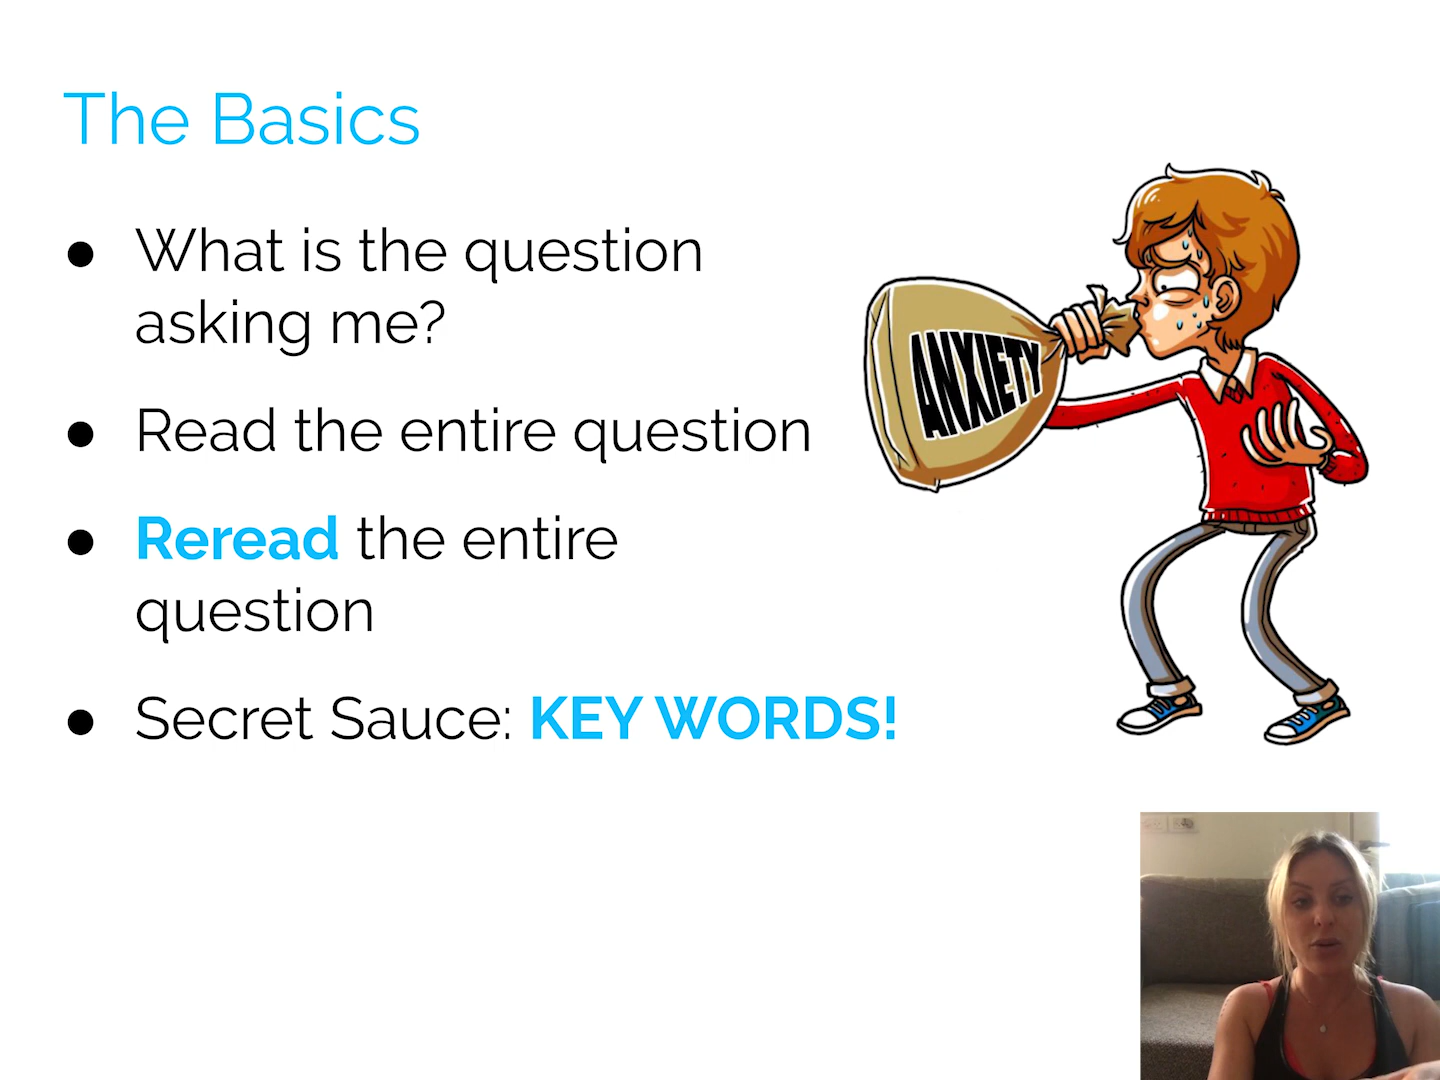 The Basics
● What is the question
asking me?
● Read the entire question
● Reread the entire
question
● Secret Sauce: KEY WORDS!
ANXIETY